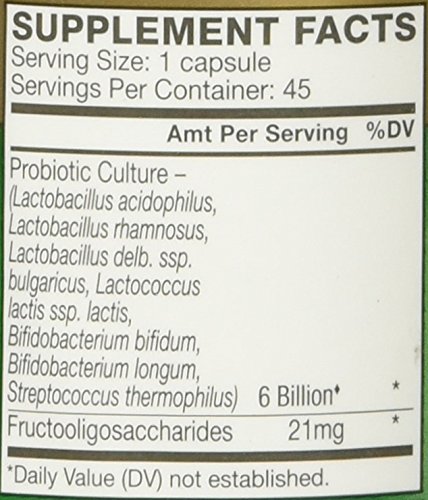 SUPPLEMENT FACTS
Serving Size: 1 capsule
Servings Per Container: 45
Amt Per Serving %DV
Probiotic Culture –
(Lactobacillus acidophilus,
Lactobacillus rhamnosus,
Lactobacillus delb. ssp.
bulgaricus, Lactococcus
lactis ssp. lactis,
Bifidobacterium bifidum,
Bifidobacterium longum,
Streptococcus thermophilus) 6 Billion♦ *
Fructooligosaccharides 21mg *
*Daily Value (DV) not established.